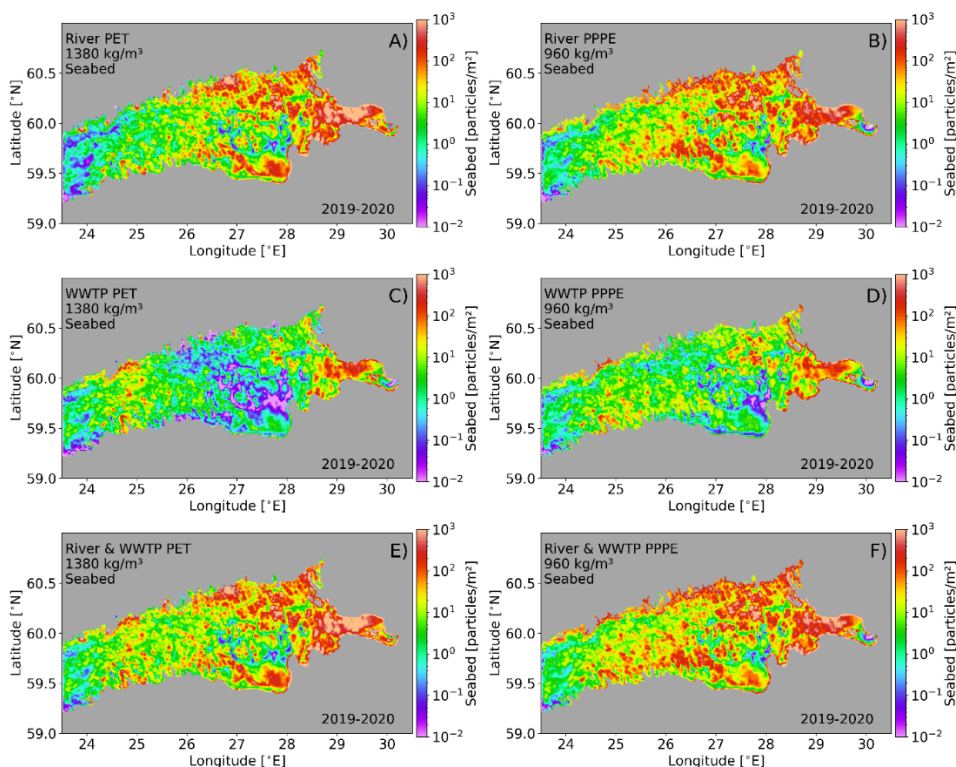 River PET
1380 kg/m³
Seabed
A)
2019-2020
60.5
60.0
59.5
59.0
Latitude [°N]
24 25 26 27 28 29 30
Longitude [°E]
10³
10²
10¹
10⁰
10⁻¹
10⁻²
Seabed [particles/m²]
River PPPE
960 kg/m³
Seabed
B)
2019-2020
60.5
60.0
59.5
59.0
Latitude [°N]
24 25 26 27 28 29 30
Longitude [°E]
10³
10²
10¹
10⁰
10⁻¹
10⁻²
Seabed [particles/m²]
WWTP PET
1380 kg/m³
Seabed
C)
2019-2020
60.5
60.0
59.5
59.0
Latitude [°N]
24 25 26 27 28 29 30
Longitude [°E]
10³
10²
10¹
10⁰
10⁻¹
10⁻²
Seabed [particles/m²]
WWTP PPPE
960 kg/m³
Seabed
D)
2019-2020
60.5
60.0
59.5
59.0
Latitude [°N]
24 25 26 27 28 29 30
Longitude [°E]
10³
10²
10¹
10⁰
10⁻¹
10⁻²
Seabed [particles/m²]
River & WWTP PET
1380 kg/m³
Seabed
E)
2019-2020
60.5
60.0
59.5
59.0
Latitude [°N]
24 25 26 27 28 29 30
Longitude [°E]
10³
10²
10¹
10⁰
10⁻¹
10⁻²
Seabed [particles/m²]
River & WWTP PPPE
960 kg/m³
Seabed
F)
2019-2020
60.5
60.0
59.5
59.0
Latitude [°N]
24 25 26 27 28 29 30
Longitude [°E]
10³
10²
10¹
10⁰
10⁻¹
10⁻²
Seabed [particles/m²]